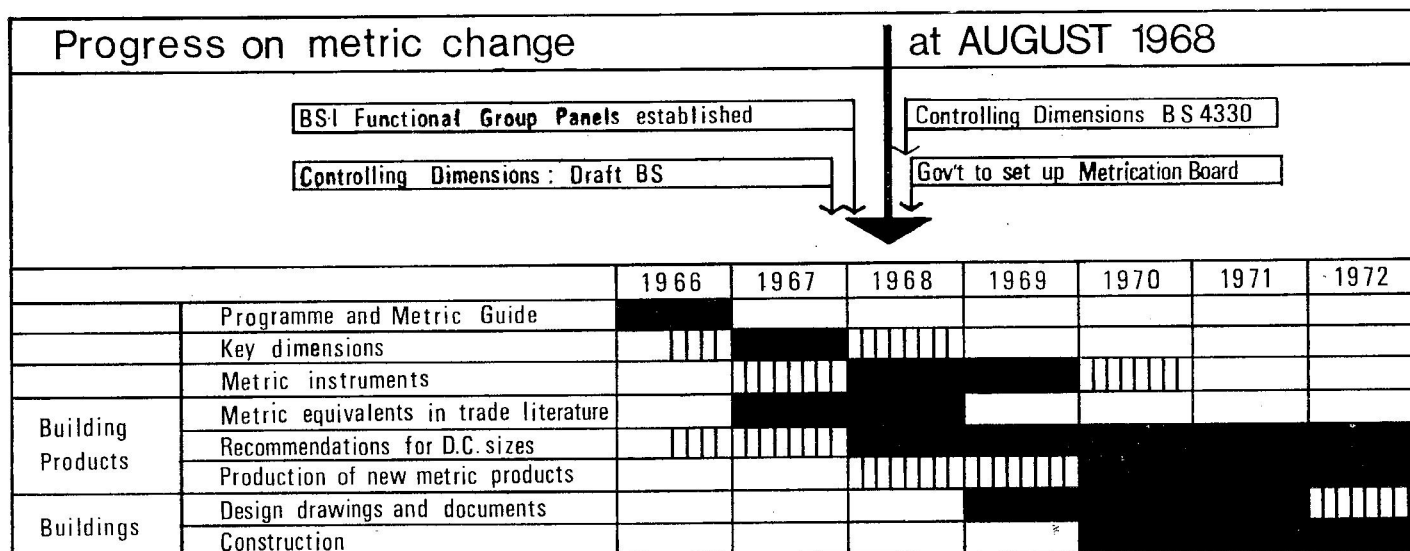 Progress on metric change at AUGUST 1968
BSI Functional Group Panels established
Controlling Dimensions BS 4330
Controlling Dimensions: Draft BS
Gov't to set up Metrication Board
1966 1967 1968 1969 1970 1971 1972
Programme and Metric Guide
Key dimensions
Metric instruments
Building Products
Metric equivalents in trade literature
Recommendations for D.C. sizes
Production of new metric products
Buildings
Design drawings and documents
Construction